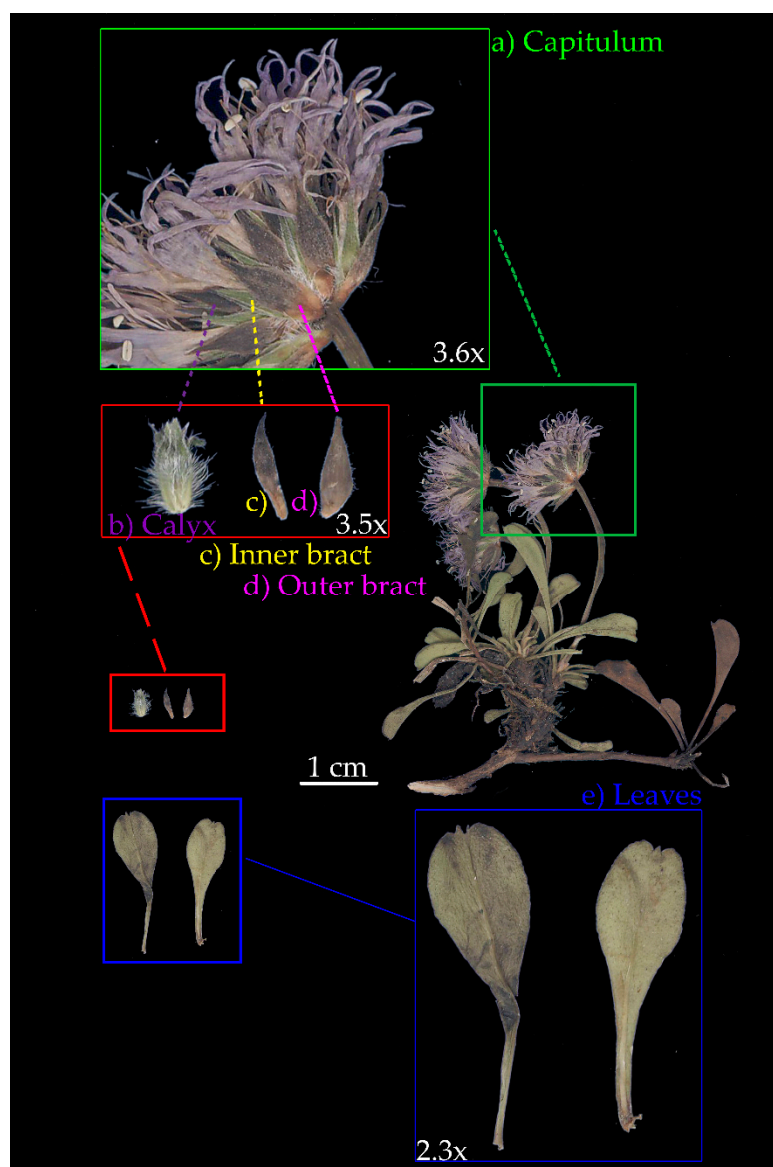 a) Capitulum
3.6x
c) d)
b) Calyx 3.5x
c) Inner bract
d) Outer bract
1 cm
e) Leaves
2.3x